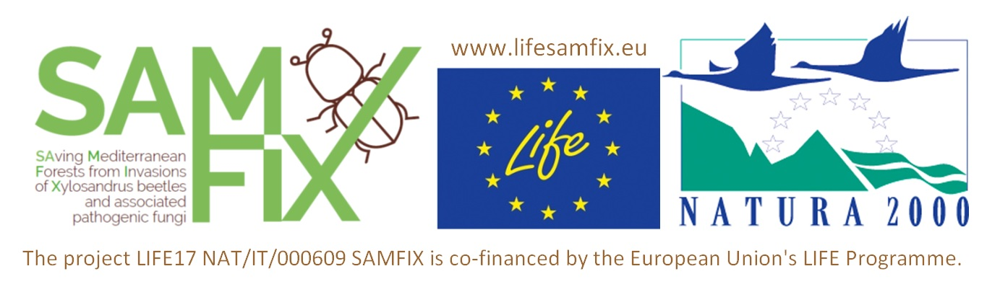 SAM
FIX
SAving Mediterranean
Forests from Invasions
of Xylosandrus beetles
and associated
pathogenic fungi
www.lifesamfix.eu
Life
NATURA 2000
The project LIFE17 NAT/IT/000609 SAMFIX is co-financed by the European Union's LIFE Programme.